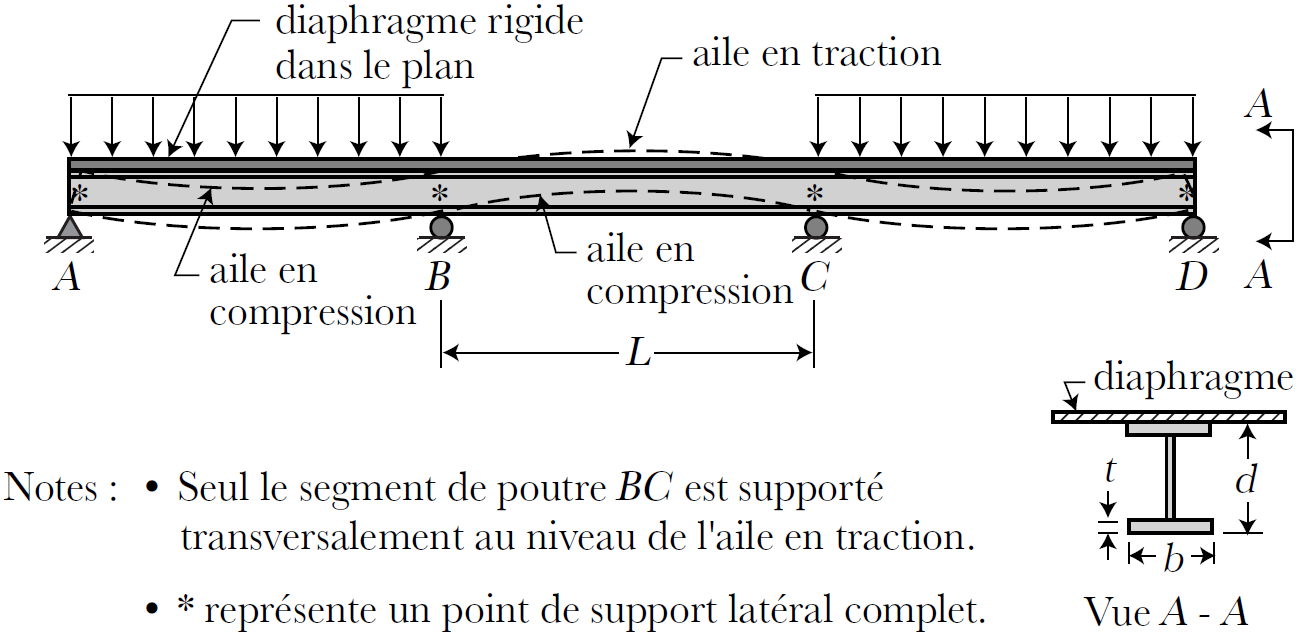 diaphragme rigide
dans le plan
aile en traction
A
* * * *
A B C D A
aile en
compression
aile en
compression
L
diaphragme
t d
b
Vue A - A
Notes : • Seul le segment de poutre BC est supporté
transversalement au niveau de l'aile en traction.
• * représente un point de support latéral complet.